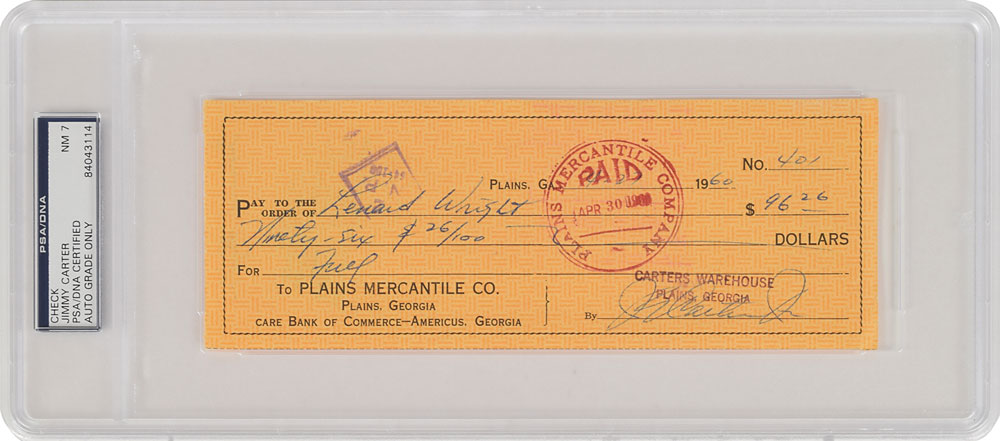 PSA/DNA
CHECK
JIMMY CARTER
PSA/DNA CERTIFIED
AUTO GRADE ONLY
NM 7
84043114
No. 401
PLAINS, GA. 1960
PAY TO THE
ORDER OF Lenard Wright $ 96 26
Ninety-six & 26/100 DOLLARS
FOR Fuel
PLAINS MERCANTILE COMPANY
PAID
APR 30 1960
TO PLAINS MERCANTILE CO.
PLAINS, GEORGIA
CARE BANK OF COMMERCE—AMERICUS, GEORGIA
CARTERS WAREHOUSE
PLAINS, GEORGIA
By J. E. Carter Jr.